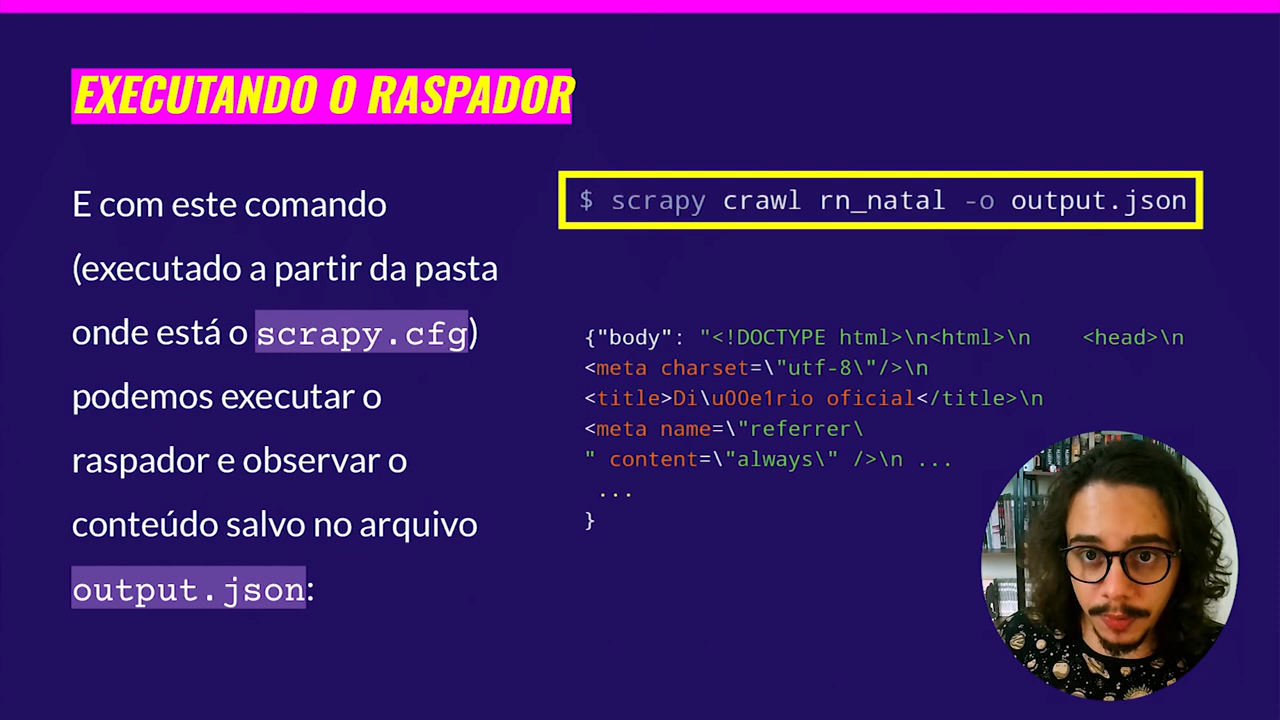 EXECUTANDO O RASPADOR
E com este comando
(executado a partir da pasta
onde está o scrapy.cfg)
podemos executar o
raspador e observar o
conteúdo salvo no arquivo
output.json:
$ scrapy crawl rn_natal -o output.json
{"body": "<!DOCTYPE html>\n<html>\n    <head>\n
<meta charset=\"utf-8\"/>\n
<title>Di\u00e1rio oficial</title>\n
<meta name=\"referrer\
" content=\"always\" />\n ...
...
}